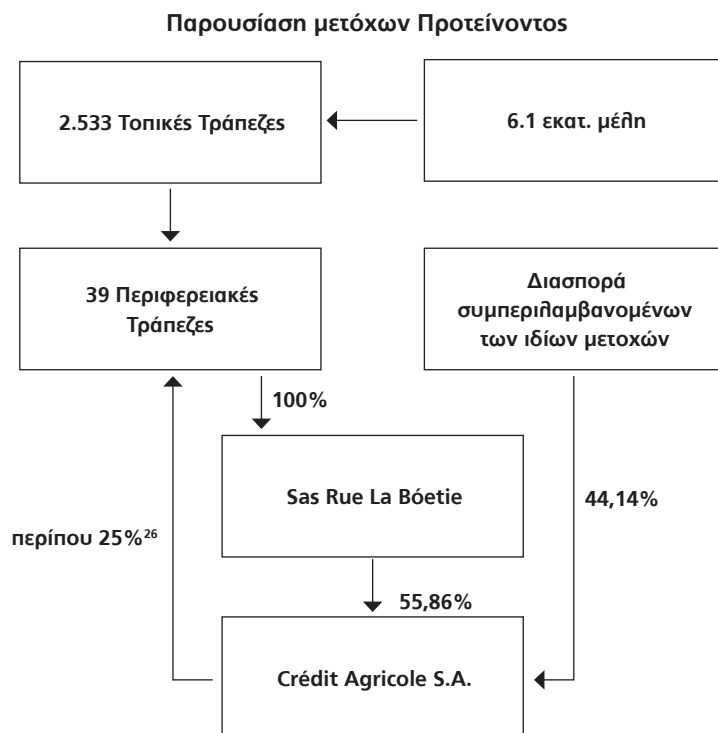 Παρουσίαση μετόχων Προτείνοντος
2.533 Τοπικές Τράπεζες
6.1 εκατ. μέλη
39 Περιφερειακές
Τράπεζες
Διασπορά
συμπεριλαμβανομένων
των ιδίων μετοχών
100%
Sas Rue La Bóetie
44,14%
περίπου 25%²⁶
55,86%
Crédit Agricole S.A.